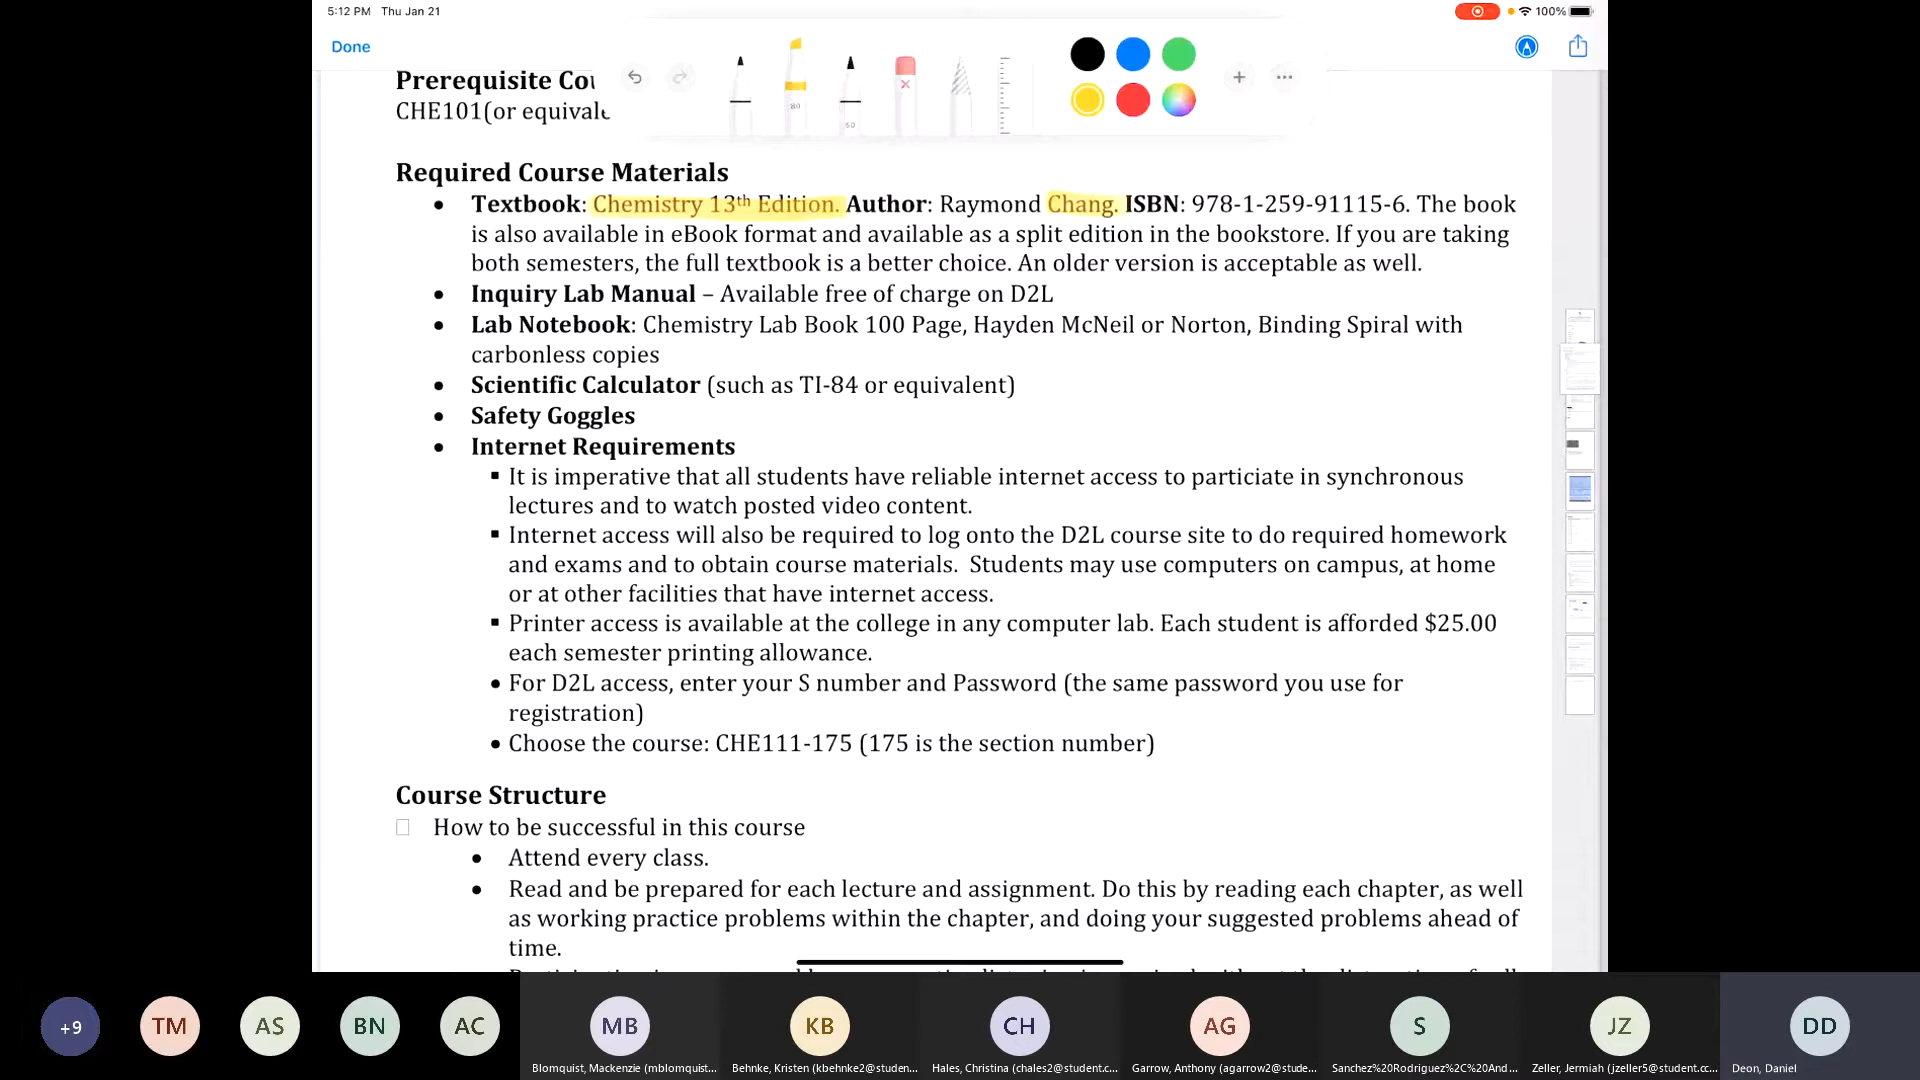 5:12 PM Thu Jan 21
100%
Done
80
50
Prerequisite Cou
CHE101(or equivale
Required Course Materials
• Textbook: Chemistry 13th Edition. Author: Raymond Chang. ISBN: 978-1-259-91115-6. The book
is also available in eBook format and available as a split edition in the bookstore. If you are taking
both semesters, the full textbook is a better choice. An older version is acceptable as well.
• Inquiry Lab Manual – Available free of charge on D2L
• Lab Notebook: Chemistry Lab Book 100 Page, Hayden McNeil or Norton, Binding Spiral with
carbonless copies
• Scientific Calculator (such as TI-84 or equivalent)
• Safety Goggles
• Internet Requirements
▪ It is imperative that all students have reliable internet access to particiate in synchronous
lectures and to watch posted video content.
▪ Internet access will also be required to log onto the D2L course site to do required homework
and exams and to obtain course materials.  Students may use computers on campus, at home
or at other facilities that have internet access.
▪ Printer access is available at the college in any computer lab. Each student is afforded $25.00
each semester printing allowance.
• For D2L access, enter your S number and Password (the same password you use for
registration)
• Choose the course: CHE111-175 (175 is the section number)
Course Structure
How to be successful in this course
• Attend every class.
• Read and be prepared for each lecture and assignment. Do this by reading each chapter, as well
as working practice problems within the chapter, and doing your suggested problems ahead of
time.
+9 TM AS BN AC MB KB CH AG S JZ DD
Blomquist, Mackenzie (mblomquist... Behnke, Kristen (kbehnke2@studen... Hales, Christina (chales2@student.c... Garrow, Anthony (agarrow2@stude... Sanchez%20Rodriguez%2C%20And... Zeller, Jermiah (jzeller5@student.cc... Deon, Daniel